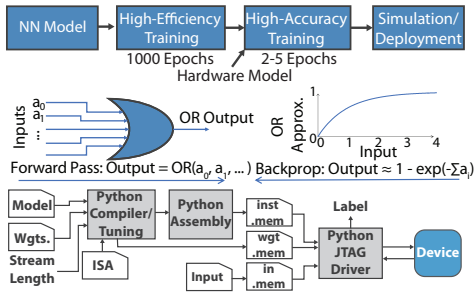 NN Model
High-Efficiency Training
High-Accuracy Training
Simulation/ Deployment
1000 Epochs
2-5 Epochs
Hardware Model
Inputs
a0
a1
...
OR Output
OR Approx.
1
0
0 1 2 3 4
Input
Forward Pass: Output = OR(a0, a1, ... )
Backprop: Output ≈ 1 - exp(-∑ai)
Model
Wgts.
Stream Length
Python Compiler/ Tuning
ISA
Python Assembly
inst .mem
wgt .mem
Input
in .mem
Label
Python JTAG Driver
Device